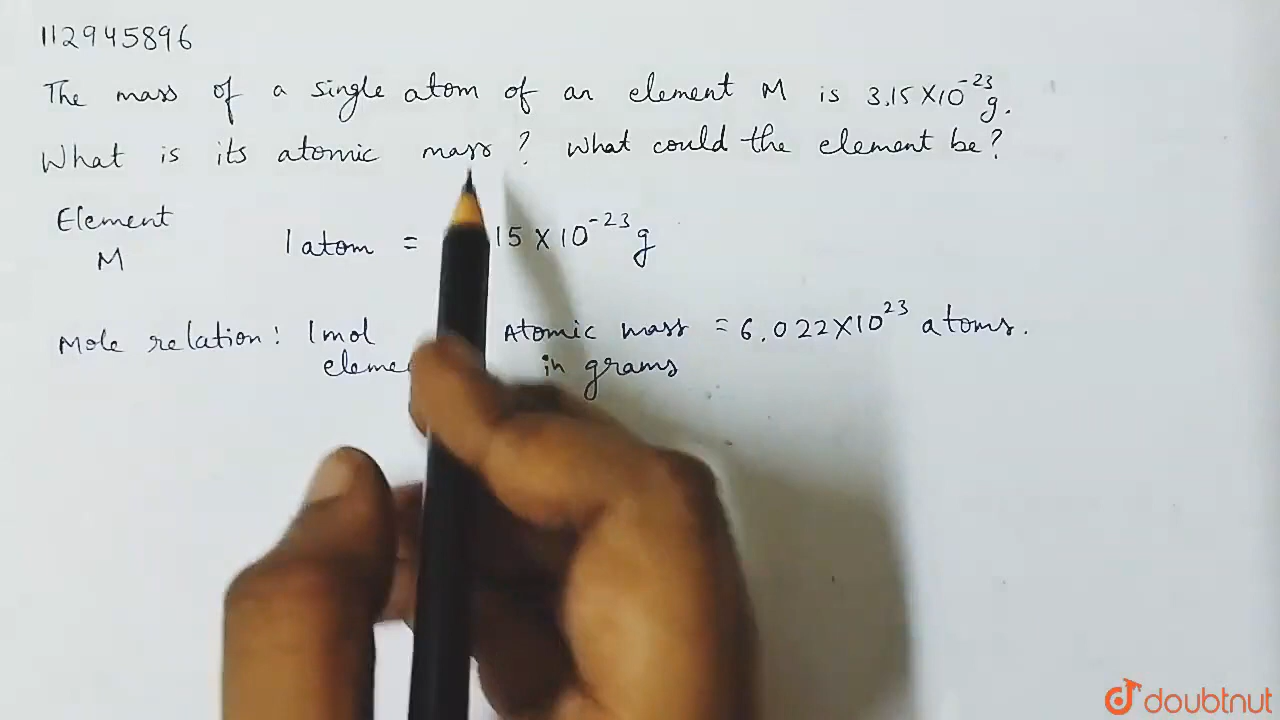 112945896
The mass of a single atom of an element M is 3.15 X 10⁻²³ g.
What is its atomic mass? What could the element be?
Element
M
1 atom = 15 X 10⁻²³ g
Mole relation: 1 mol Atomic mass = 6.022 X 10²³ atoms.
in grams
doubtnut